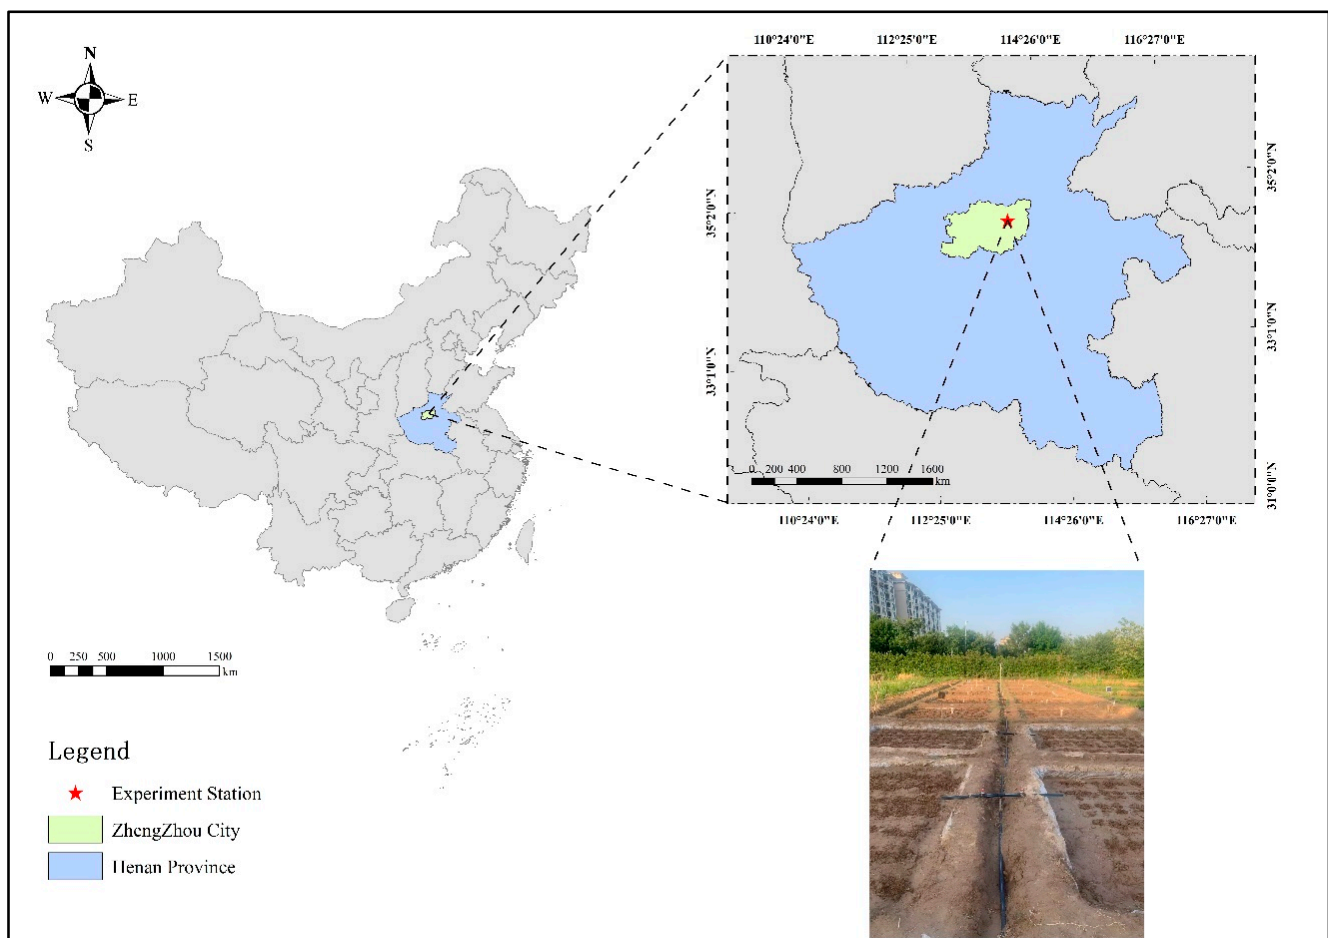 N
W E
S
110°24'0"E 112°25'0"E 114°26'0"E 116°27'0"E
35°2'0"N
33°1'0"N
35°2'0"N
33°1'0"N
31°0'0"N
0 200 400 800 1200 1600
km
110°24'0"E 112°25'0"E 114°26'0"E 116°27'0"E
0 250 500 1000 1500
km
Legend
Experiment Station
ZhengZhou City
Henan Province